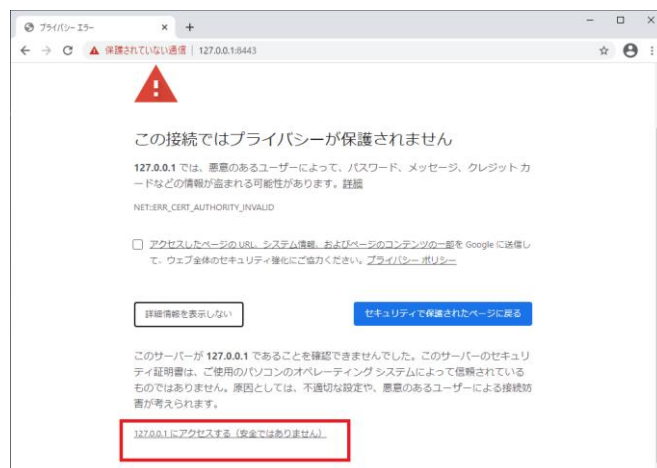 プライバシー エラー
保護されていない通信 | 127.0.0.1:8443
この接続ではプライバシーが保護されません
127.0.0.1 では、悪意のあるユーザーによって、パスワード、メッセージ、クレジット カ
ードなどの情報が盗まれる可能性があります。詳細
NET::ERR_CERT_AUTHORITY_INVALID
アクセスしたページの URL、システム情報、およびページのコンテンツの一部を Google に送信し
て、ウェブ全体のセキュリティ強化にご協力ください。プライバシー ポリシー
詳細情報を表示しない
セキュリティで保護されたページに戻る
このサーバーが 127.0.0.1 であることを確認できませんでした。このサーバーのセキュリ
ティ証明書は、ご使用のパソコンのオペレーティング システムによって信頼されている
ものではありません。原因としては、不適切な設定や、悪意のあるユーザーによる接続妨
害が考えられます。
127.0.0.1 にアクセスする（安全ではありません）